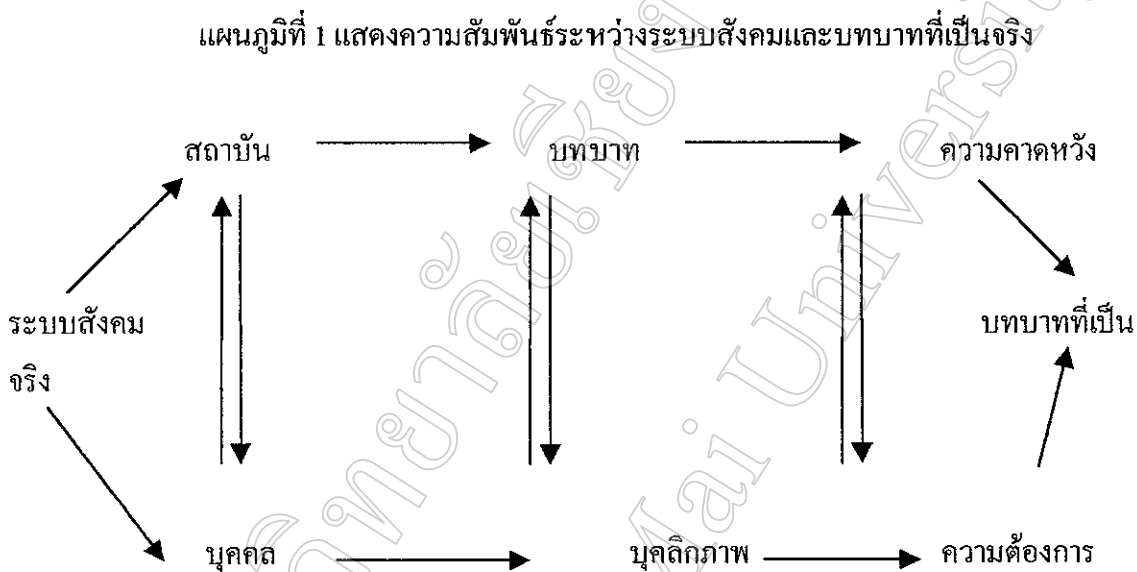 แผนภูมิที่ 1 แสดงความสัมพันธ์ระหว่างระบบสังคมและบทบาทที่เป็นจริง
สถาบัน บทบาท ความคาดหวัง
ระบบสังคม บทบาทที่เป็น
จริง
บุคคล บุคลิกภาพ ความต้องการ